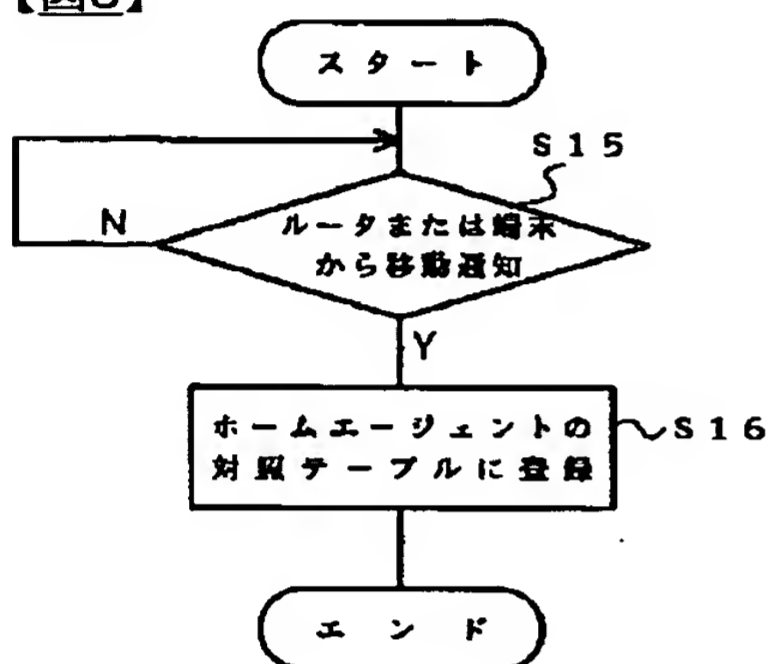 スタート
S15
N
ルータまたは端末
から移動通知
Y
ホームエージェントの
対照テーブルに登録
S16
エンド